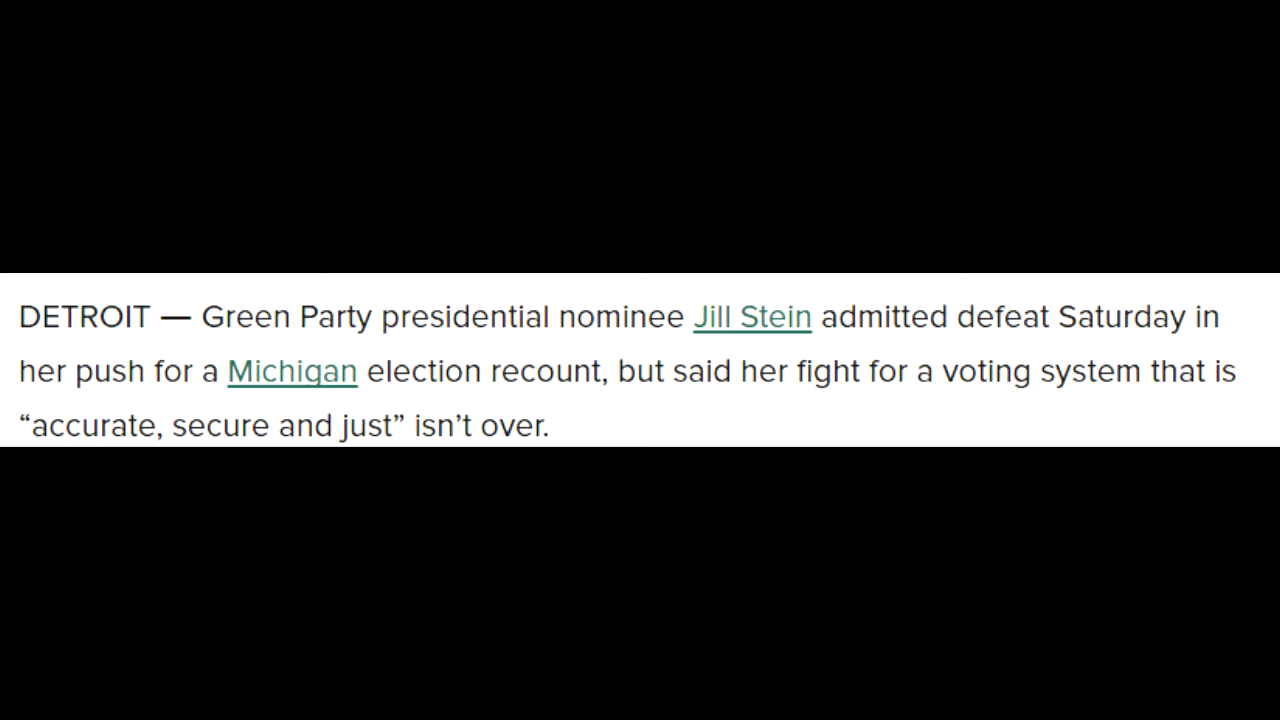 DETROIT — Green Party presidential nominee Jill Stein admitted defeat Saturday in
her push for a Michigan election recount, but said her fight for a voting system that is
“accurate, secure and just” isn’t over.